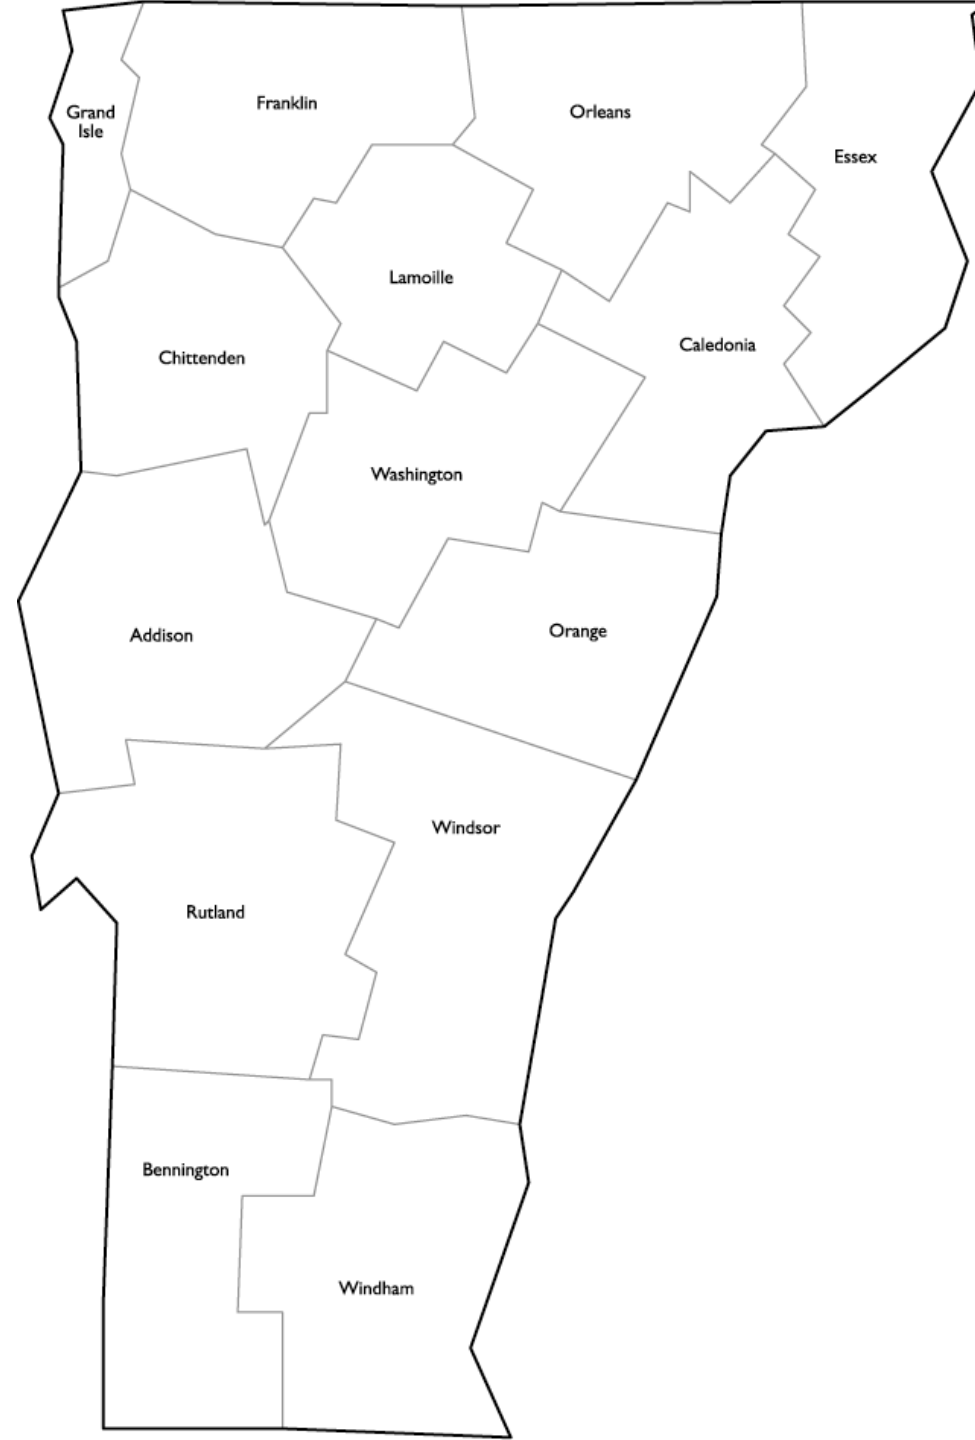 Franklin
Grand
Isle
Orleans
Essex
Lamoille
Caledonia
Chittenden
Washington
Orange
Addison
Windsor
Rutland
Bennington
Windham